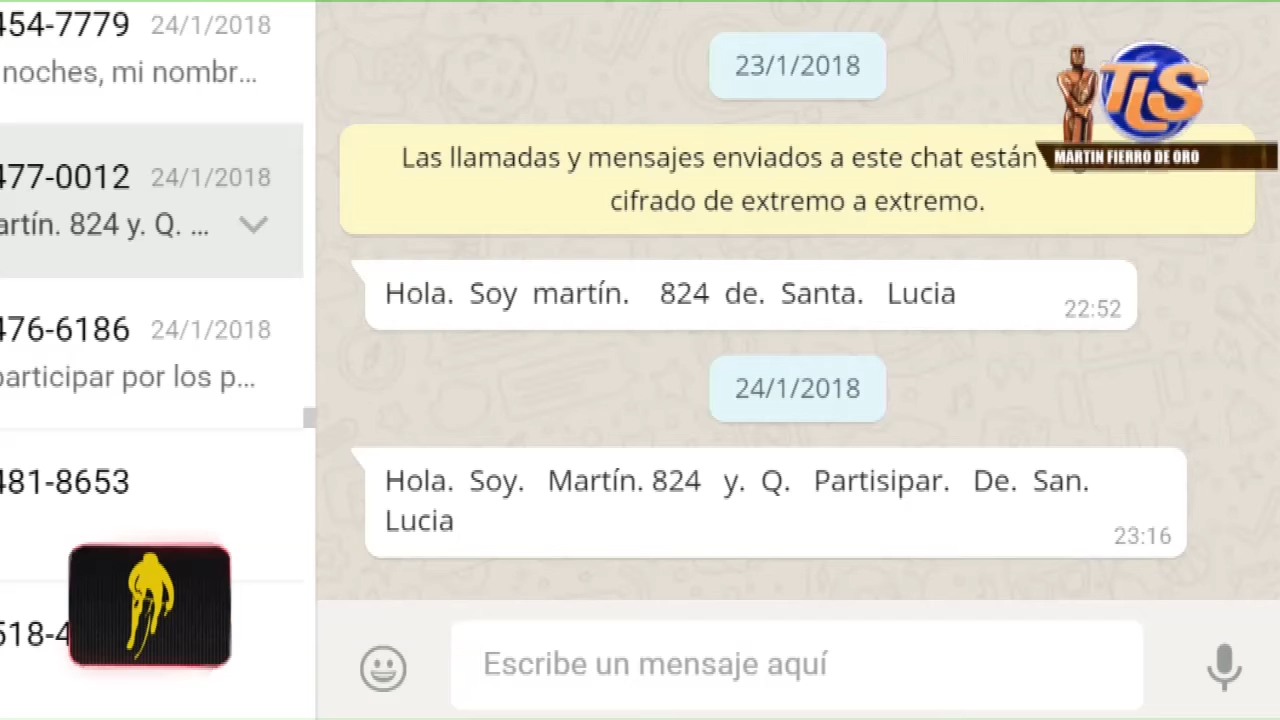 454-7779 24/1/2018
noches, mi nombr...
477-0012 24/1/2018
artín. 824 y. Q. ...
476-6186 24/1/2018
participar por los p...
481-8653
518-4
23/1/2018
TLS
MARTIN FIERRO DE ORO
Las llamadas y mensajes enviados a este chat están
cifrado de extremo a extremo.
Hola. Soy martín. 824 de. Santa. Lucia
22:52
24/1/2018
Hola. Soy. Martín. 824 y. Q. Partisipar. De. San.
Lucia
23:16
Escribe un mensaje aquí